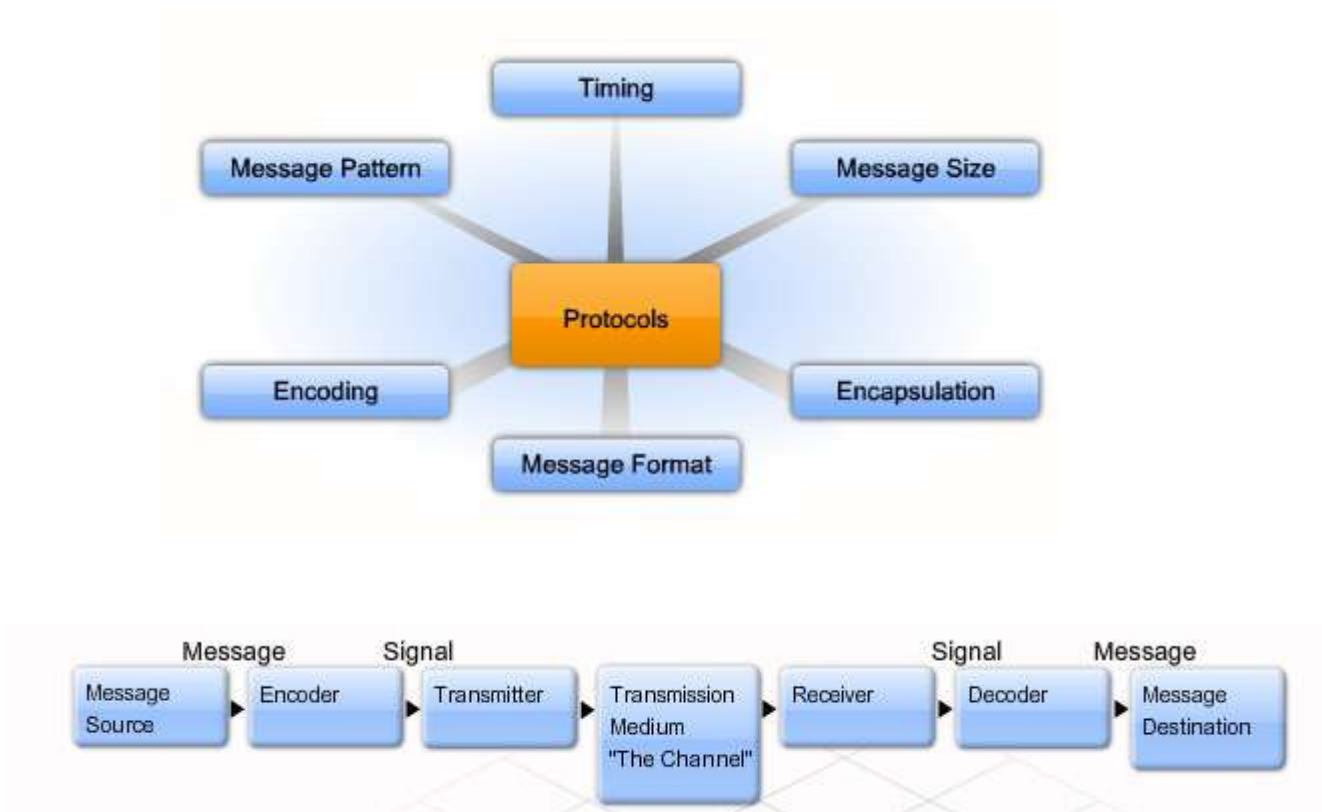 Timing
Message Pattern
Message Size
Protocols
Encoding
Encapsulation
Message Format
Message
Signal
Signal
Message
Message
Source
Encoder
Transmitter
Transmission
Medium
"The Channel"
Receiver
Decoder
Message
Destination